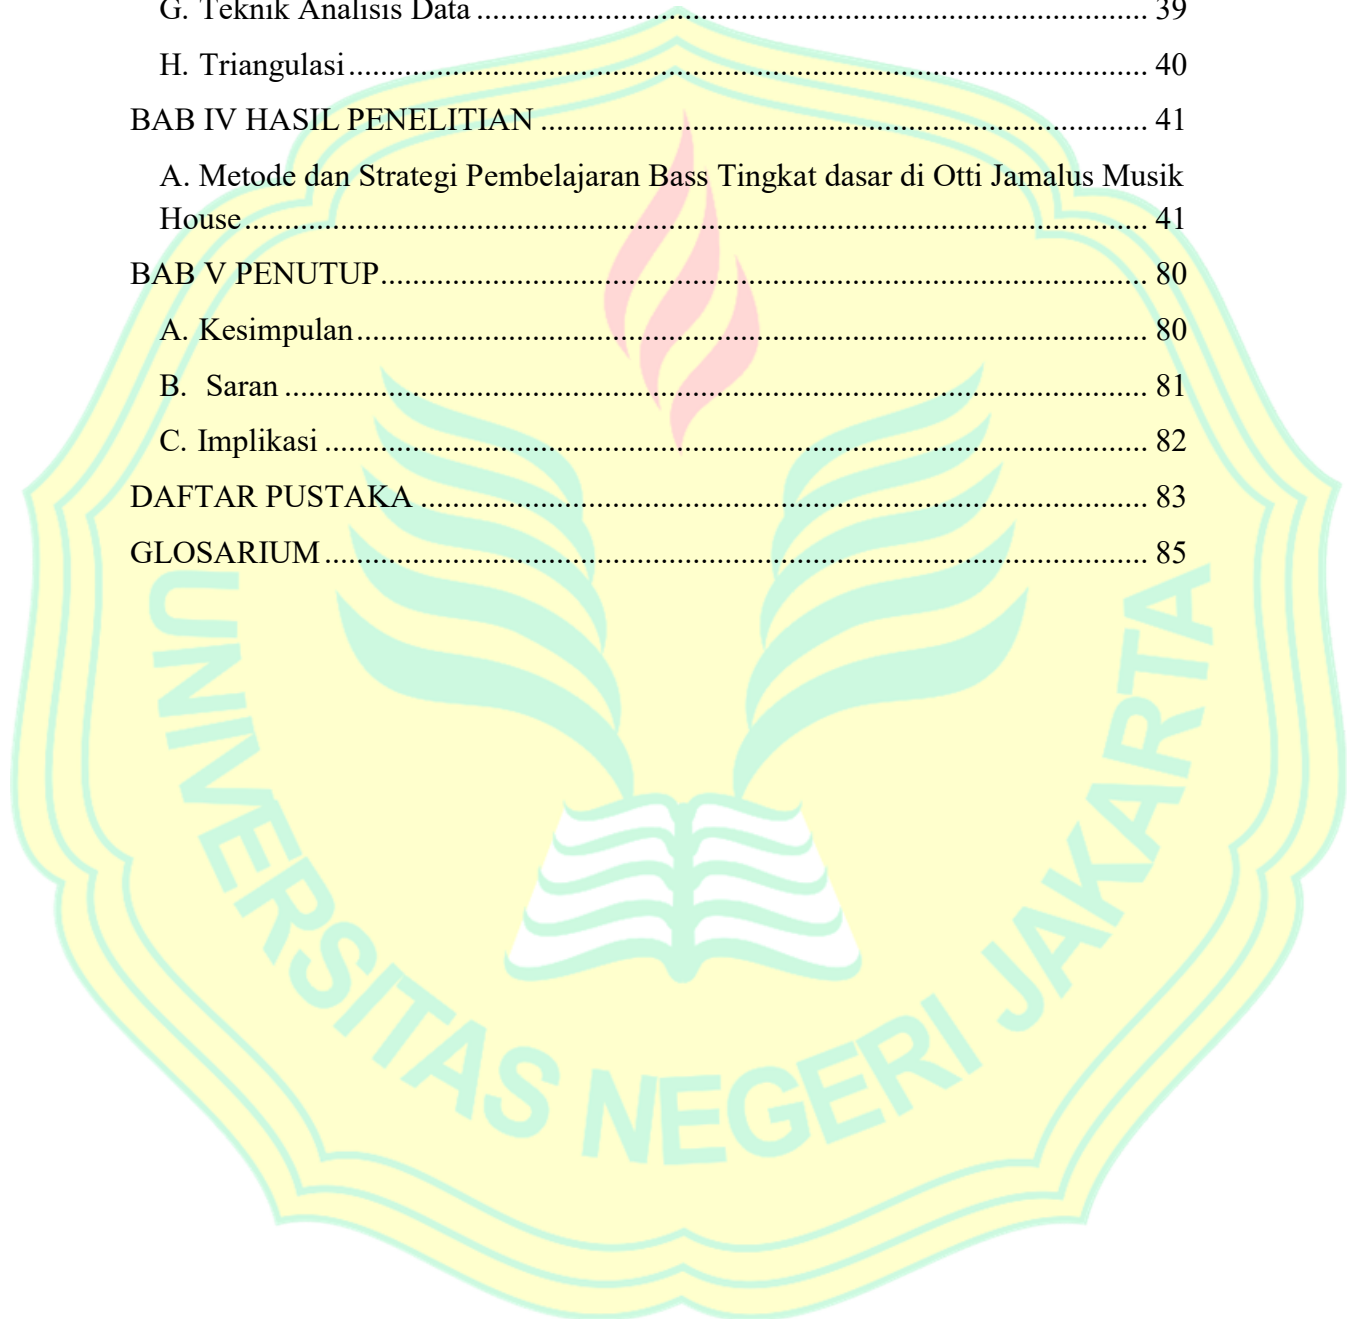 G. Teknik Analisis Data ........................................................................................ 39
H. Triangulasi ........................................................................................................ 40
BAB IV HASIL PENELITIAN ............................................................................... 41
A. Metode dan Strategi Pembelajaran Bass Tingkat dasar di Otti Jamalus Musik
House ..................................................................................................................... 41
BAB V PENUTUP .................................................................................................... 80
A. Kesimpulan ....................................................................................................... 80
B. Saran ................................................................................................................ 81
C. Implikasi ........................................................................................................... 82
DAFTAR PUSTAKA ............................................................................................... 83
GLOSARIUM ........................................................................................................... 85
UNIVERSITAS NEGERI JAKARTA